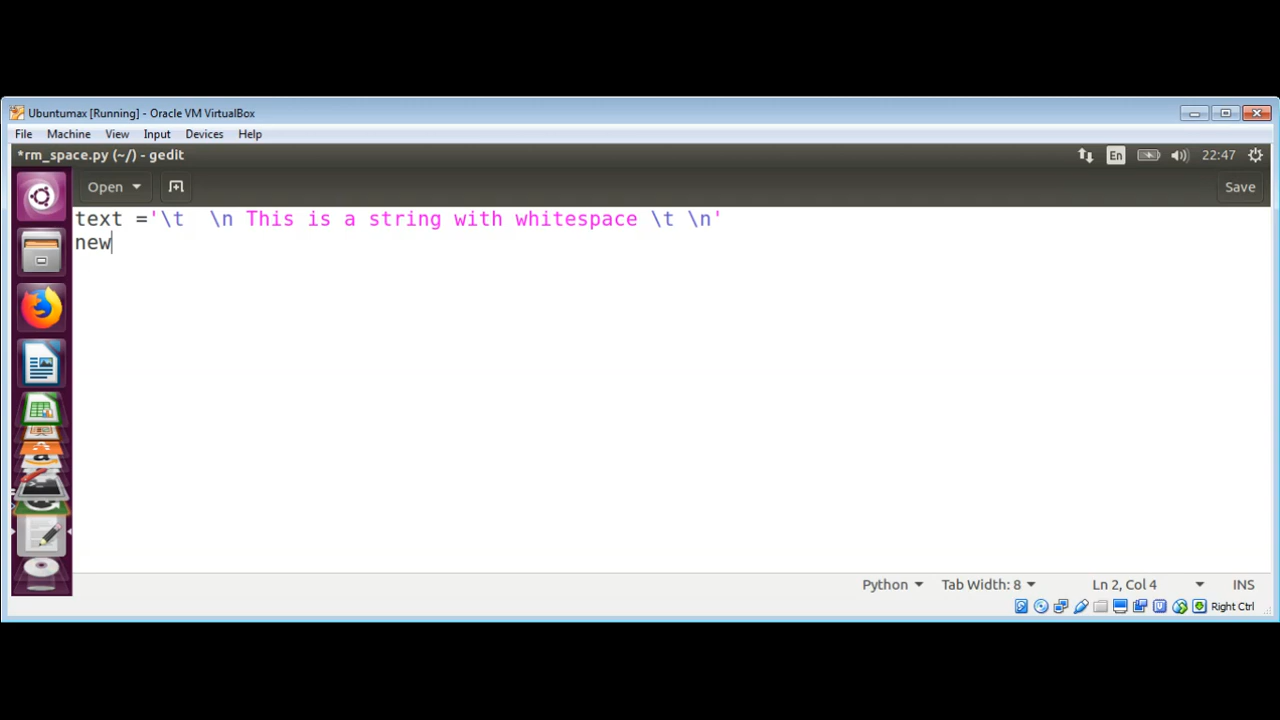 Ubuntumax [Running] - Oracle VM VirtualBox
File Machine View Input Devices Help
*rm_space.py (~/) - gedit En 22:47
Open Save
text ='\t  \n This is a string with whitespace \t \n'
new
Python Tab Width: 8 Ln 2, Col 4 INS
Right Ctrl